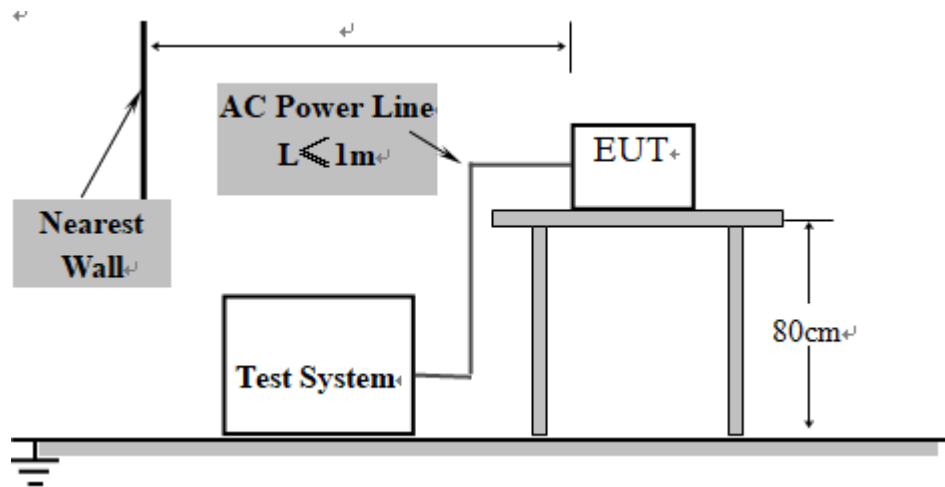 AC Power Line
L≤1m
EUT
Nearest
Wall
80cm
Test System